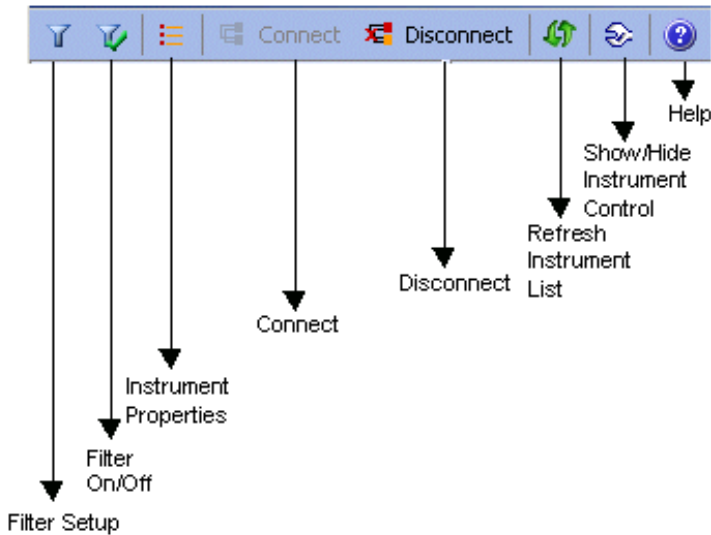 Connect
Disconnect
Help
Show/Hide
Instrument
Control
Refresh
Instrument
List
Disconnect
Connect
Instrument
Properties
Filter
On/Off
Filter Setup